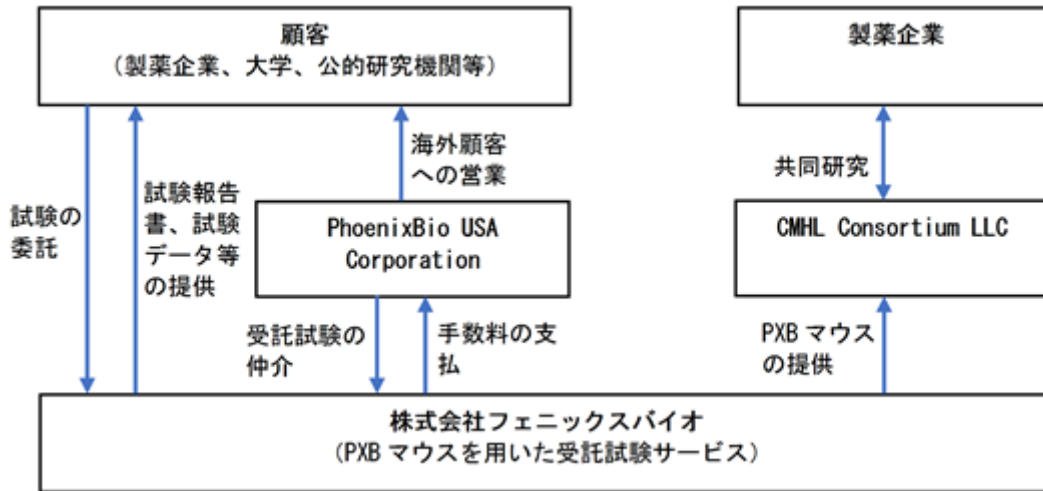 顧客
(製薬企業、大学、公的研究機関等)
製薬企業
試験の
委託
試験報告
書、試験
データ等
の提供
海外顧客
への営業
共同研究
PhoenixBio USA
Corporation
CMHL Consortium LLC
受託試験の
仲介
手数料の支
払
PXB マウス
の提供
株式会社フェニックスバイオ
(PXB マウスを用いた受託試験サービス)